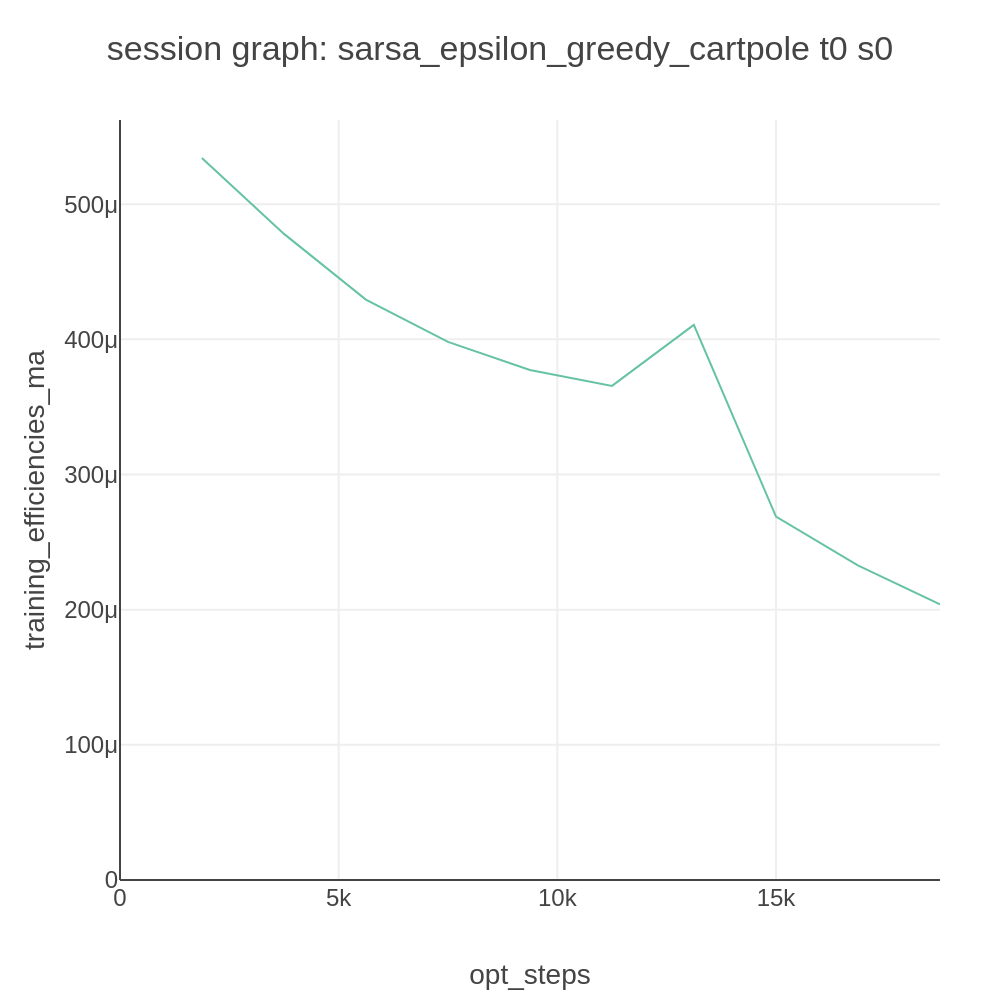 session graph: sarsa_epsilon_greedy_cartpole t0 s0
training_efficiencies_ma
500μ
400μ
300μ
200μ
100μ
0
0 5k 10k 15k
opt_steps